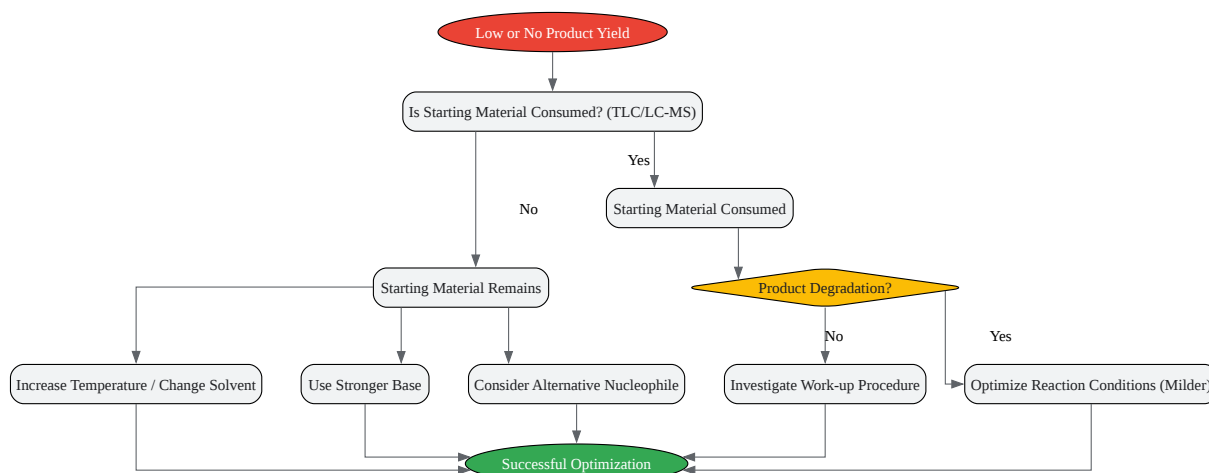 Low or No Product Yield
Is Starting Material Consumed? (TLC/LC-MS)
Yes
No
Starting Material Consumed
Starting Material Remains
Product Degradation?
No
Yes
Increase Temperature / Change Solvent
Use Stronger Base
Consider Alternative Nucleophile
Investigate Work-up Procedure
Optimize Reaction Conditions (Milder)
Successful Optimization